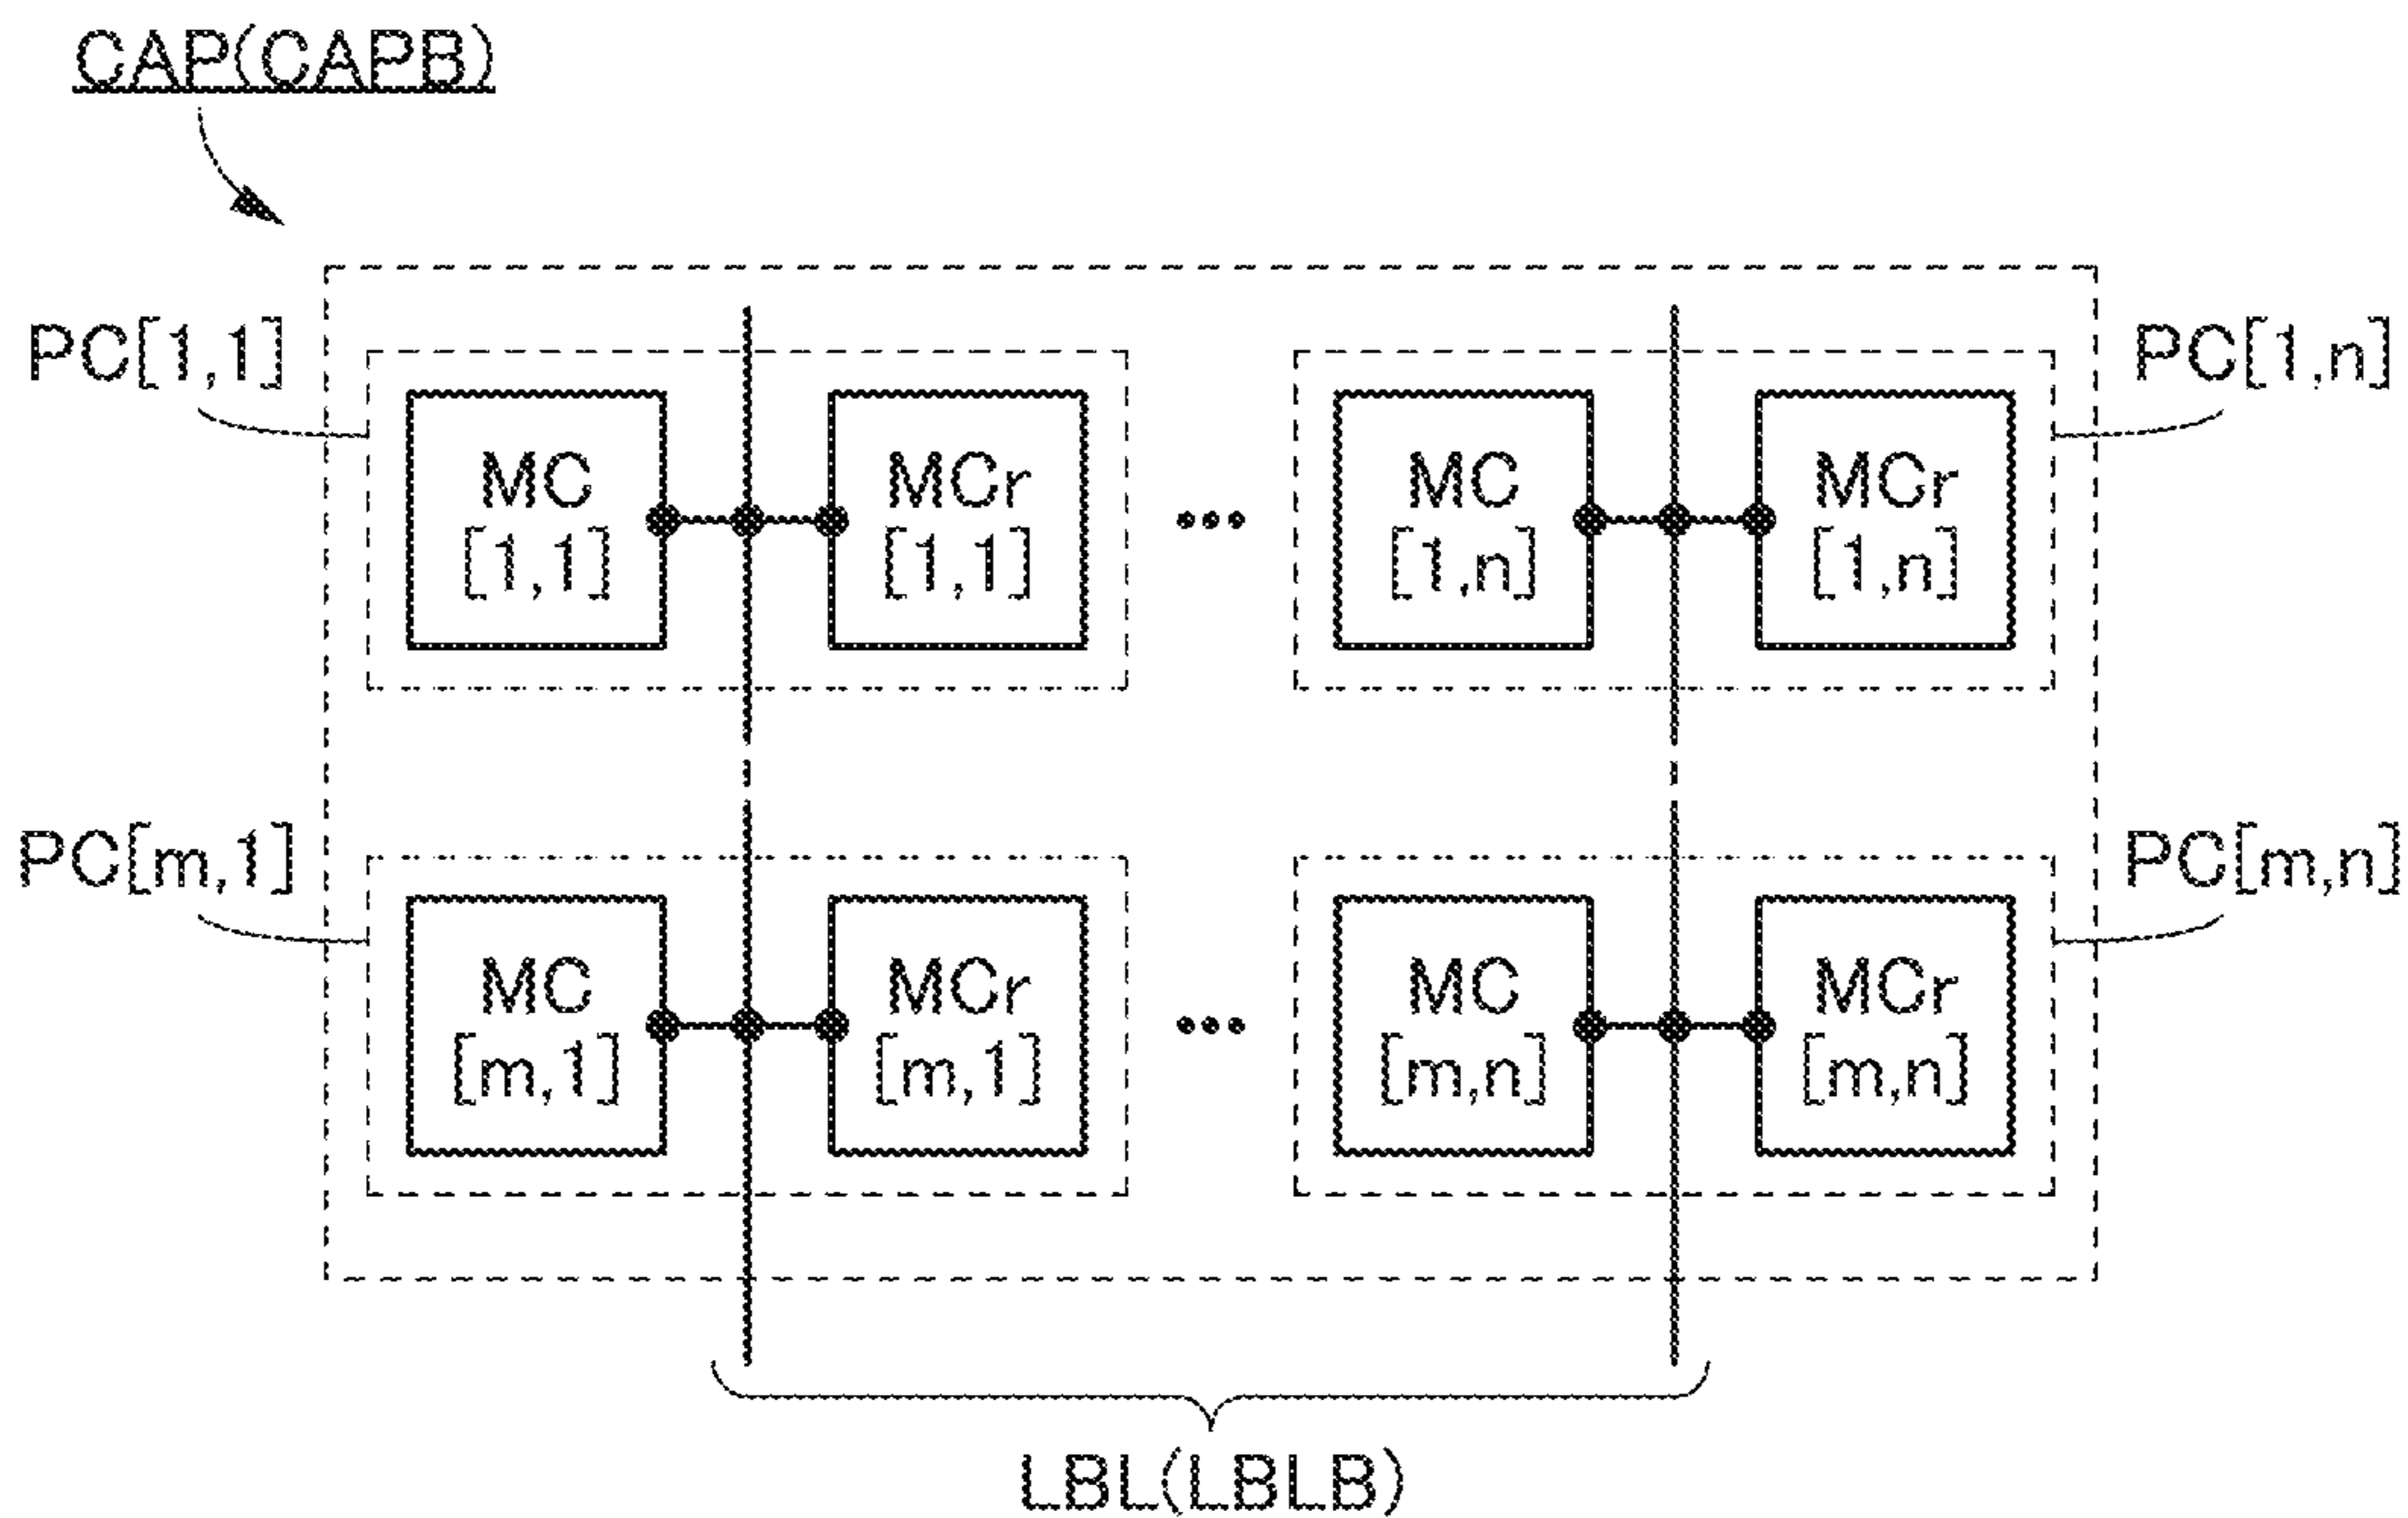 CAP(CAPB)
PC[1,1]
PC[1,n]
MC
[1,1]
MCr
[1,1]
•••
MC
[1,n]
MCr
[1,n]
PC[m,1]
PC[m,n]
MC
[m,1]
MCr
[m,1]
•••
MC
[m,n]
MCr
[m,n]
LBL(LBLB)